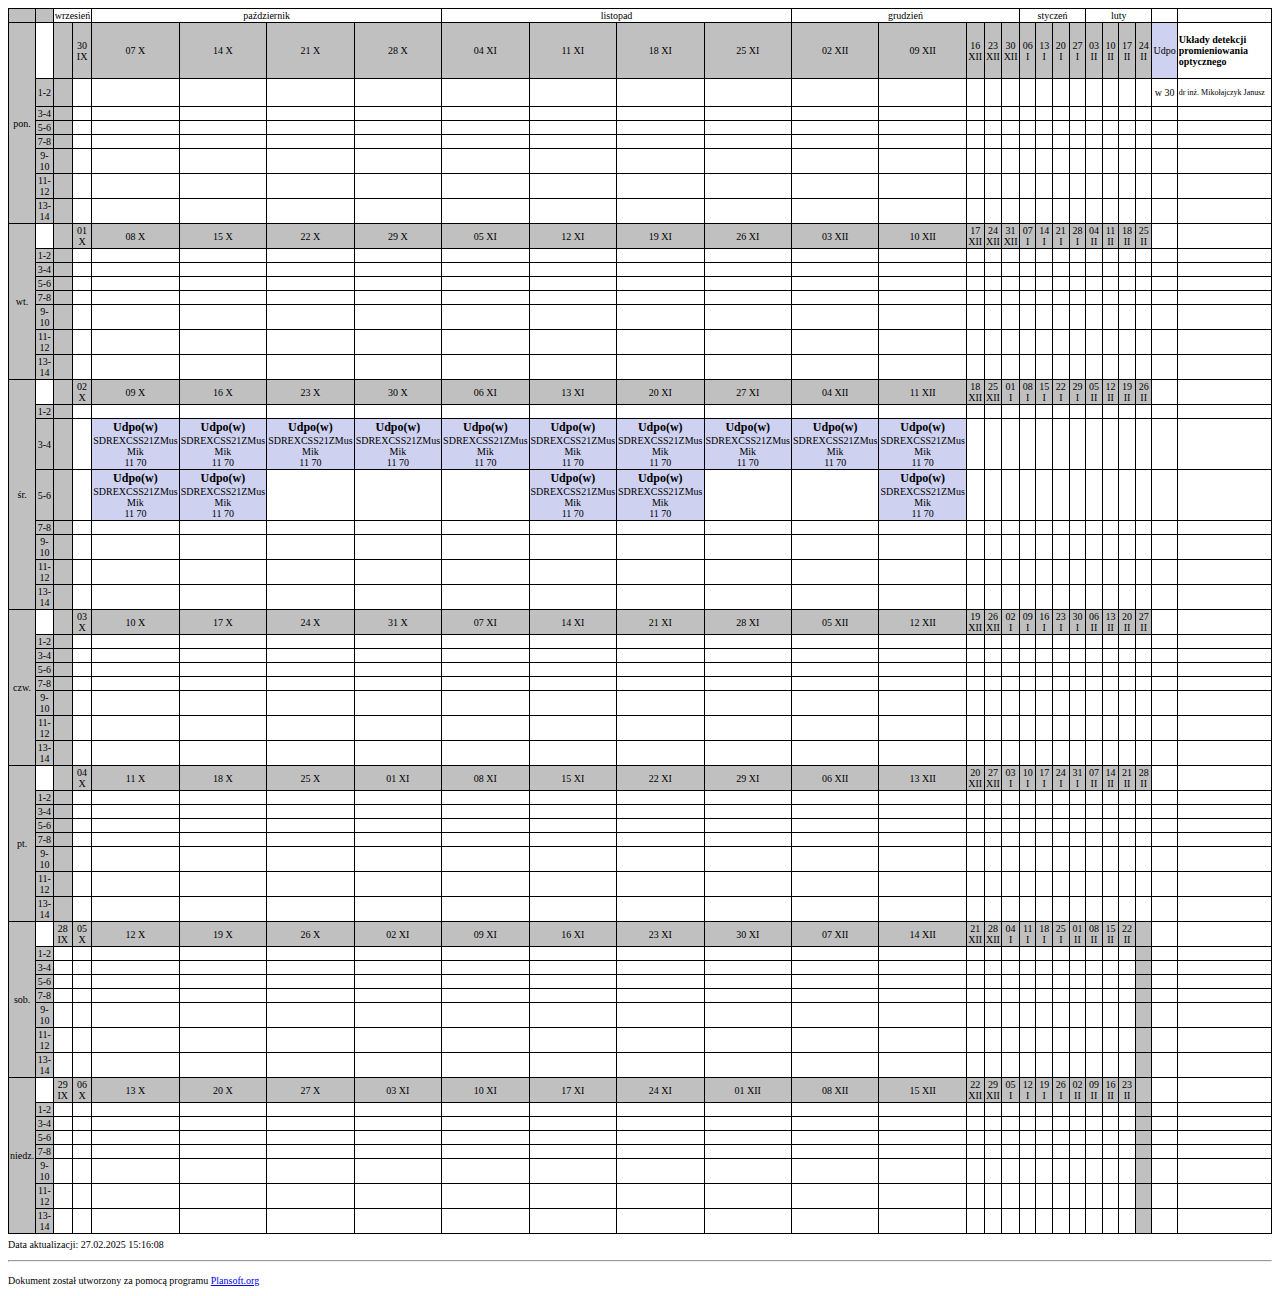 wrzesień październik listopad grudzień styczeń luty
pon. 30 IX 07 X 14 X 21 X 28 X 04 XI 11 XI 18 XI 25 XI 02 XII 09 XII 16 XII 23 XII 30 XII 06 I 13 I 20 I 27 I 03 II 10 II 17 II 24 II Udpo Układy detekcji promieniowania optycznego
1-2 w 30 dr inż. Mikołajczyk Janusz
3-4
5-6
7-8
9-10
11-12
13-14
wt. 01 X 08 X 15 X 22 X 29 X 05 XI 12 XI 19 XI 26 XI 03 XII 10 XII 17 XII 24 XII 31 XII 07 I 14 I 21 I 28 I 04 II 11 II 18 II 25 II
1-2
3-4
5-6
7-8
9-10
11-12
13-14
śr. 02 X 09 X 16 X 23 X 30 X 06 XI 13 XI 20 XI 27 XI 04 XII 11 XII 18 XII 25 XII 01 I 08 I 15 I 22 I 29 I 05 II 12 II 19 II 26 II
1-2
3-4 Udpo(w) Udpo(w) Udpo(w) Udpo(w) Udpo(w) Udpo(w) Udpo(w) Udpo(w) Udpo(w) Udpo(w)
SDREXCSS21ZMus SDREXCSS21ZMus SDREXCSS21ZMus SDREXCSS21ZMus SDREXCSS21ZMus SDREXCSS21ZMus SDREXCSS21ZMus SDREXCSS21ZMus SDREXCSS21ZMus SDREXCSS21ZMus
Mik Mik Mik Mik Mik Mik Mik Mik Mik Mik
11 70 11 70 11 70 11 70 11 70 11 70 11 70 11 70 11 70 11 70
5-6 Udpo(w) Udpo(w) Udpo(w) Udpo(w) Udpo(w)
SDREXCSS21ZMus SDREXCSS21ZMus SDREXCSS21ZMus SDREXCSS21ZMus SDREXCSS21ZMus
Mik Mik Mik Mik Mik
11 70 11 70 11 70 11 70 11 70
7-8
9-10
11-12
13-14
czw. 03 X 10 X 17 X 24 X 31 X 07 XI 14 XI 21 XI 28 XI 05 XII 12 XII 19 XII 26 XII 02 I 09 I 16 I 23 I 30 I 06 II 13 II 20 II 27 II
1-2
3-4
5-6
7-8
9-10
11-12
13-14
pt. 04 X 11 X 18 X 25 X 01 XI 08 XI 15 XI 22 XI 29 XI 06 XII 13 XII 20 XII 27 XII 03 I 10 I 17 I 24 I 31 I 07 II 14 II 21 II 28 II
1-2
3-4
5-6
7-8
9-10
11-12
13-14
sob. 28 IX 05 X 12 X 19 X 26 X 02 XI 09 XI 16 XI 23 XI 30 XI 07 XII 14 XII 21 XII 28 XII 04 I 11 I 18 I 25 I 01 II 08 II 15 II 22 II
1-2
3-4
5-6
7-8
9-10
11-12
13-14
niedz. 29 IX 06 X 13 X 20 X 27 X 03 XI 10 XI 17 XI 24 XI 01 XII 08 XII 15 XII 22 XII 29 XII 05 I 12 I 19 I 26 I 02 II 09 II 16 II 23 II
1-2
3-4
5-6
7-8
9-10
11-12
13-14
Data aktualizacji: 27.02.2025 15:16:08
Dokument został utworzony za pomocą programu Plansoft.org